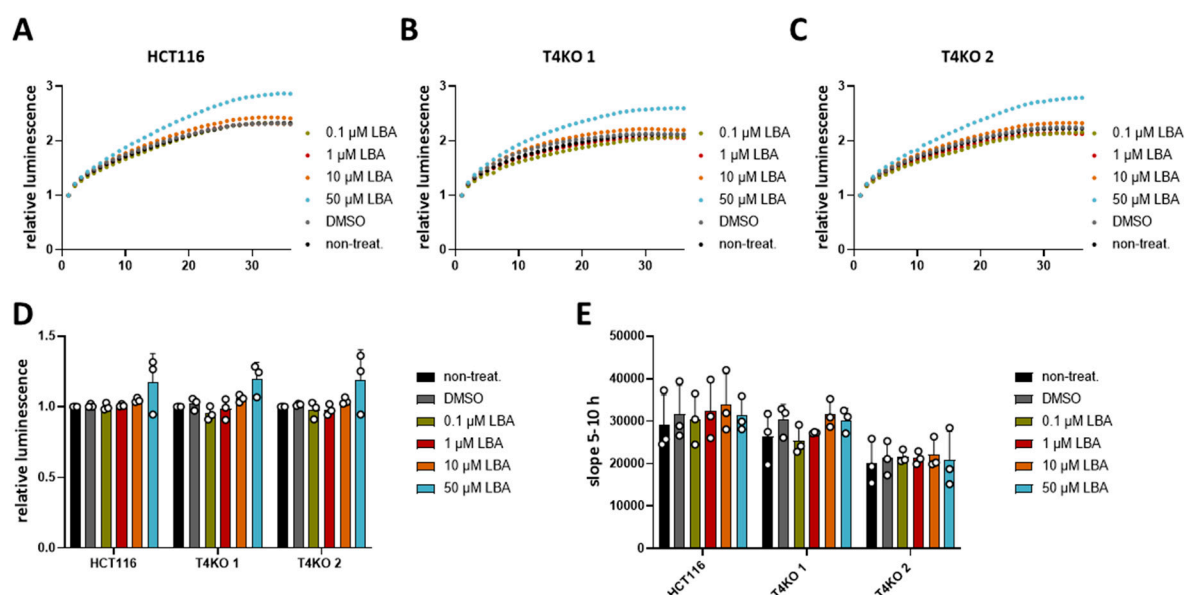 A
HCT116
relative luminescence
3
2
1
0
0
10
20
30
0.1 µM LBA
1 µM LBA
10 µM LBA
50 µM LBA
DMSO
non-treat.
B
T4KO 1
relative luminescence
3
2
1
0
0
10
20
30
0.1 µM LBA
1 µM LBA
10 µM LBA
50 µM LBA
DMSO
non-treat.
C
T4KO 2
relative luminescence
3
2
1
0
0
10
20
30
0.1 µM LBA
1 µM LBA
10 µM LBA
50 µM LBA
DMSO
non-treat.
D
relative luminescence
1.5
1.0
0.5
0.0
HCT116
T4KO 1
T4KO 2
non-treat.
DMSO
0.1 µM LBA
1 µM LBA
10 µM LBA
50 µM LBA
E
slope 5-10 h
50000
40000
30000
20000
10000
0
HCT116
T4KO 1
T4KO 2
non-treat.
DMSO
0.1 µM LBA
1 µM LBA
10 µM LBA
50 µM LBA